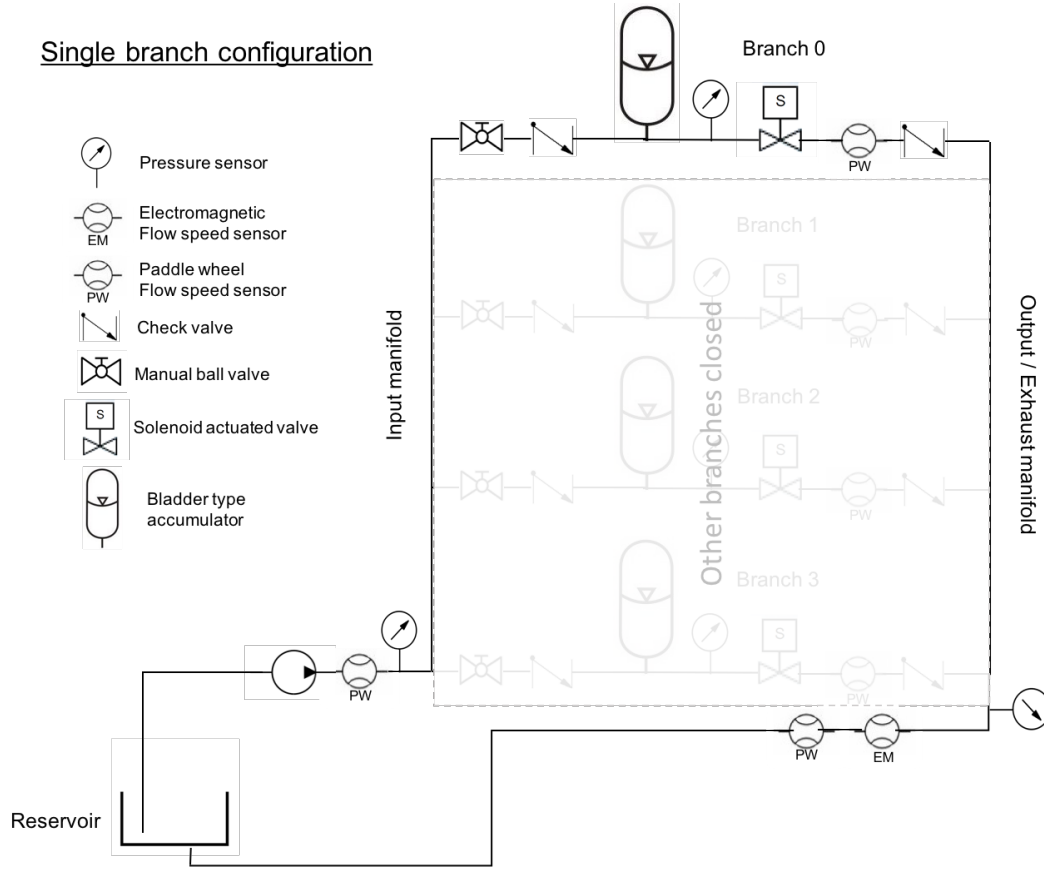 Single branch configuration
Branch 0
S
PW
Pressure sensor
Electromagnetic
Flow speed sensor
EM
Paddle wheel
Flow speed sensor
PW
Check valve
Manual ball valve
S
Solenoid actuated valve
Bladder type
accumulator
Input manifold
Branch 1
S
PW
Branch 2
S
PW
Branch 3
S
PW
Other branches closed
Output / Exhaust manifold
PW
PW
EM
Reservoir